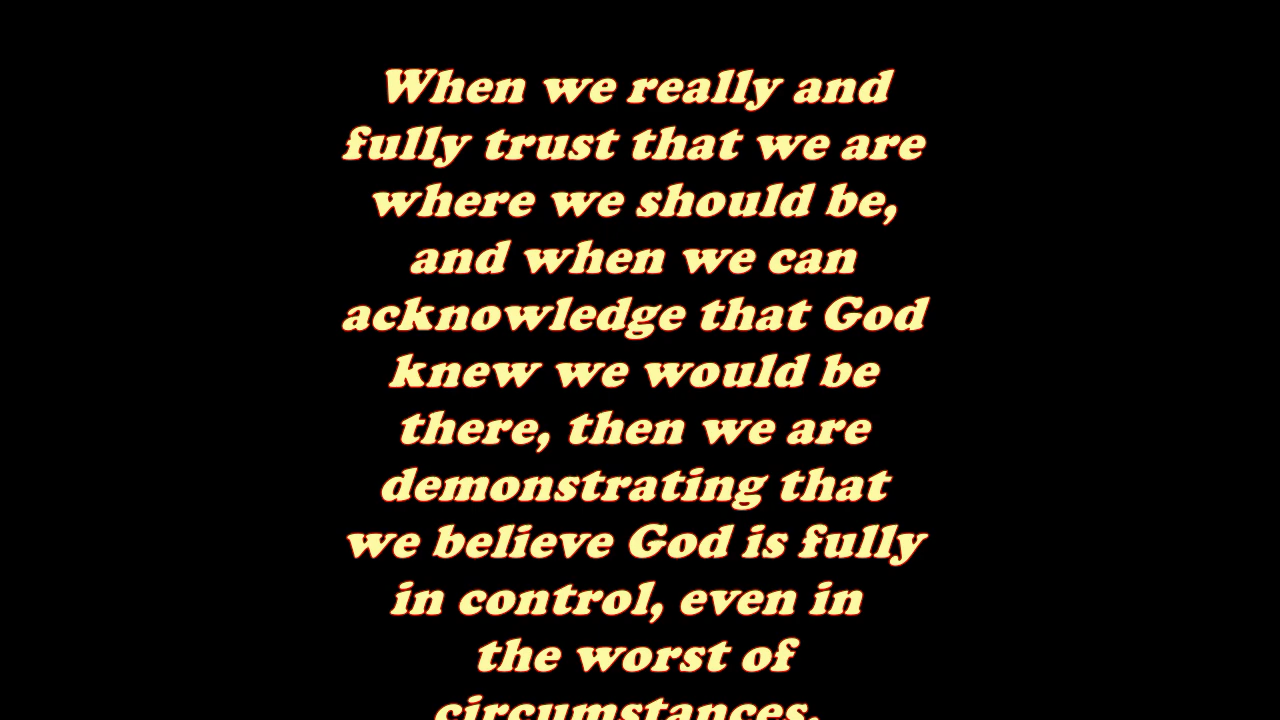 When we really and
fully trust that we are
where we should be,
and when we can
acknowledge that God
knew we would be
there, then we are
demonstrating that
we believe God is fully
in control, even in
the worst of
circumstances.